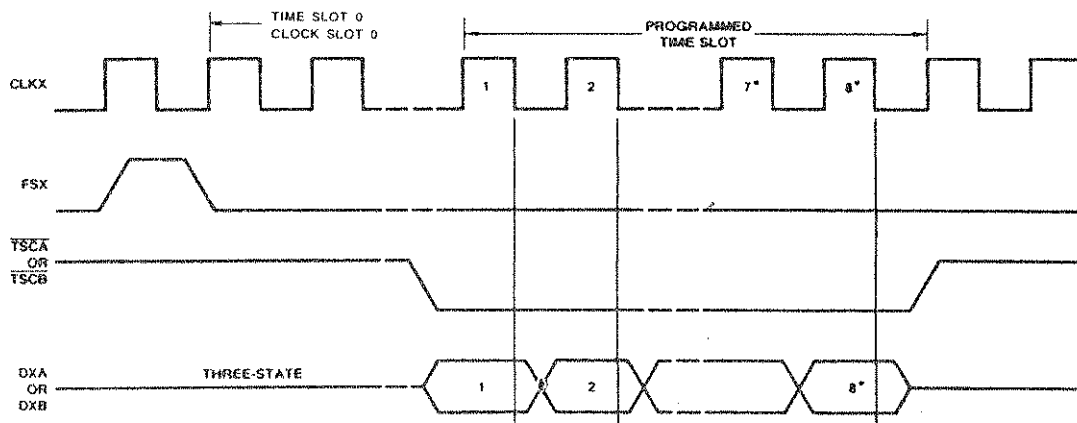 TIME SLOT 0
CLOCK SLOT 0
PROGRAMMED
TIME SLOT
CLKX
1
2
7*
8*
FSX
TSCA
OR
TSCB
DXA
OR
DXB
THREE-STATE
1
2
8*